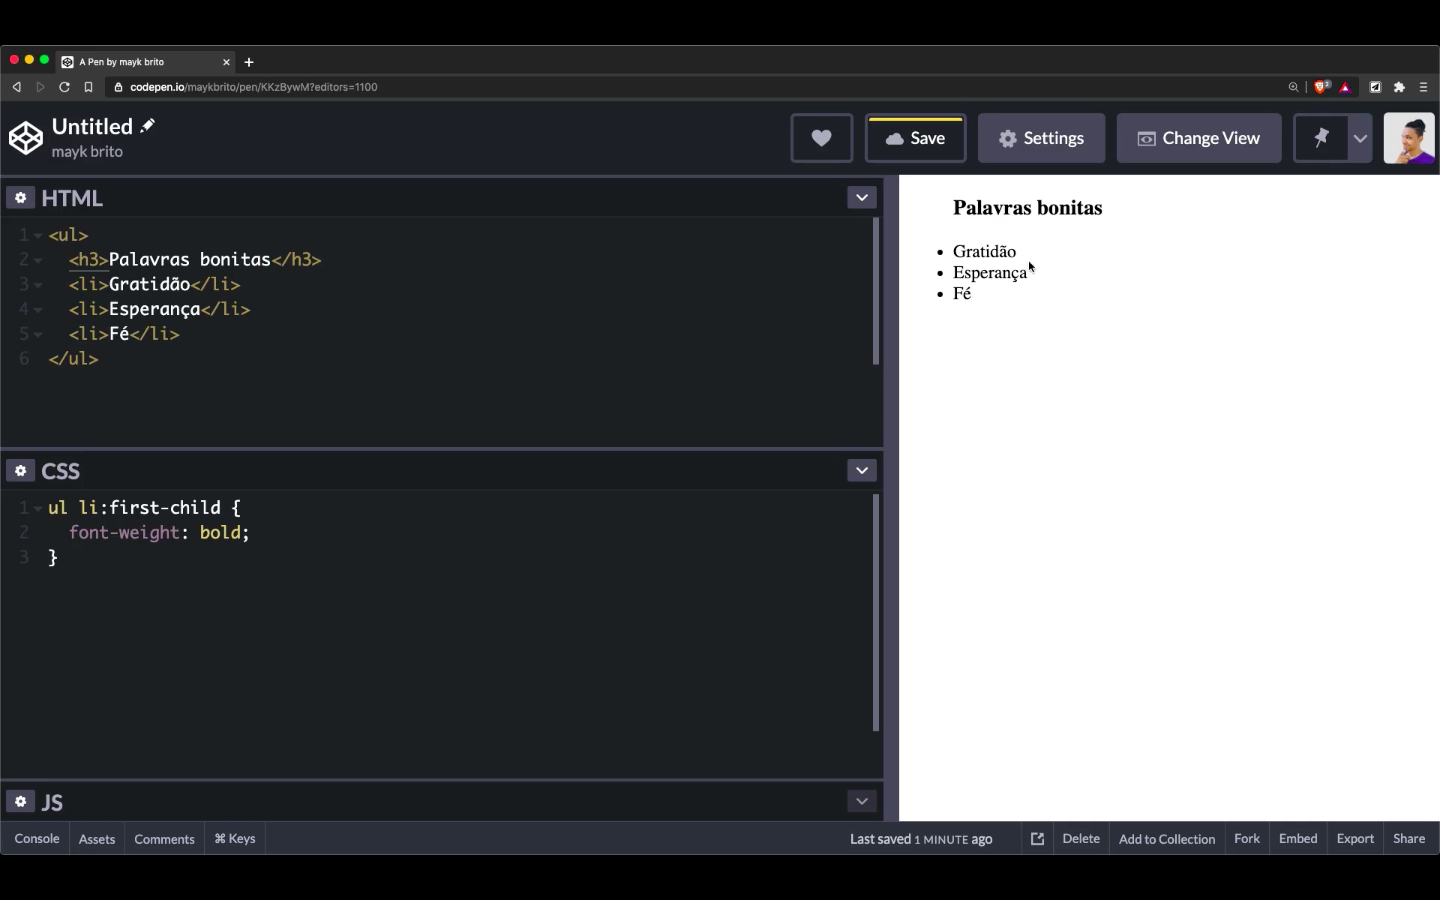 A Pen by mayk brito
codepen.io/maykbrito/pen/KKzBywM?editors=1100
Untitled
mayk brito
Save
Settings
Change View
HTML
1 <ul>
2 <h3>Palavras bonitas</h3>
3 <li>Gratidão</li>
4 <li>Esperança</li>
5 <li>Fé</li>
6 </ul>
CSS
1 ul li:first-child {
2 font-weight: bold;
3 }
JS
Palavras bonitas
• Gratidão
• Esperança
• Fé
Console Assets Comments ⌘ Keys Last saved 1 MINUTE ago Delete Add to Collection Fork Embed Export Share